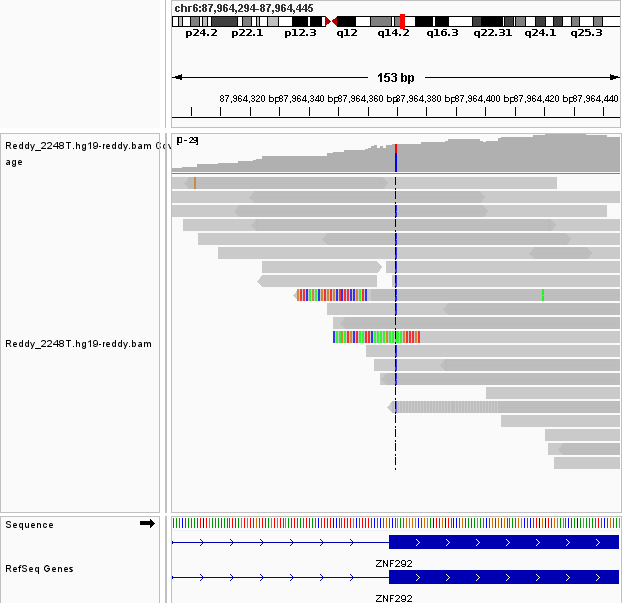 chr6:87,964,294-87,964,445
p24.2 p22.1 p12.3 q12 q14.2 q16.3 q22.31 q24.1 q25.3
153 bp
87,964,320 bp 87,964,340 bp 87,964,360 bp 87,964,380 bp 87,964,400 bp 87,964,420 bp 87,964,440
Reddy_2248T.hg19-reddy.bam Cov
age
[0-29]
Reddy_2248T.hg19-reddy.bam
Sequence
RefSeq Genes
ZNF292
ZNF292